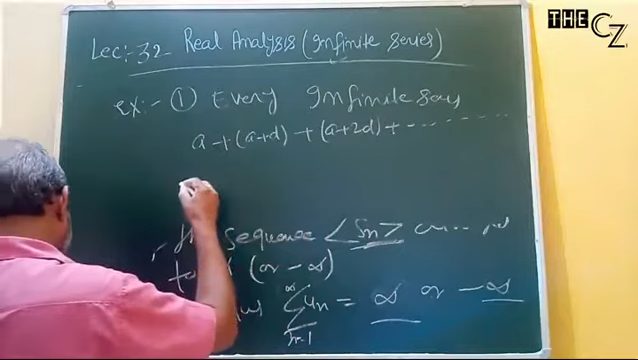 THE CZ
Lec:-32 Real Analysis (Infinite Series)
ex:- ① Every Infinite
a + (a+d) + (a+2d) + ........
sequence <Sn>
(or -∞)
∞
∑ un = ∞ or -∞
n=1